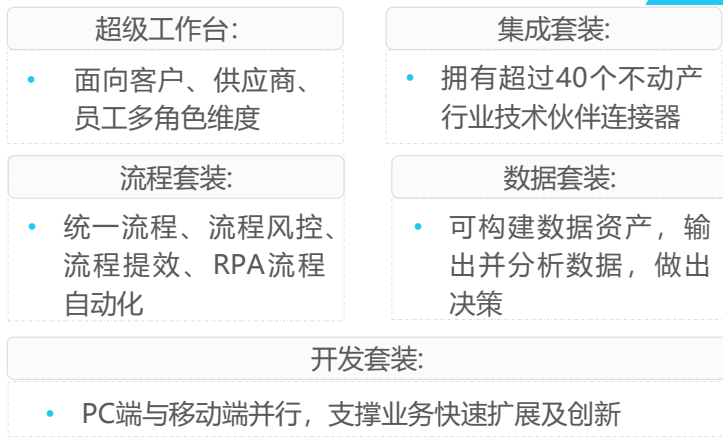 超级工作台:
• 面向客户、供应商、
员工多角色维度
集成套装:
• 拥有超过40个不动产
行业技术伙伴连接器
流程套装:
• 统一流程、流程风控、
流程提效、RPA流程
自动化
数据套装:
• 可构建数据资产，输
出并分析数据，做出
决策
开发套装:
• PC端与移动端并行，支撑业务快速扩展及创新